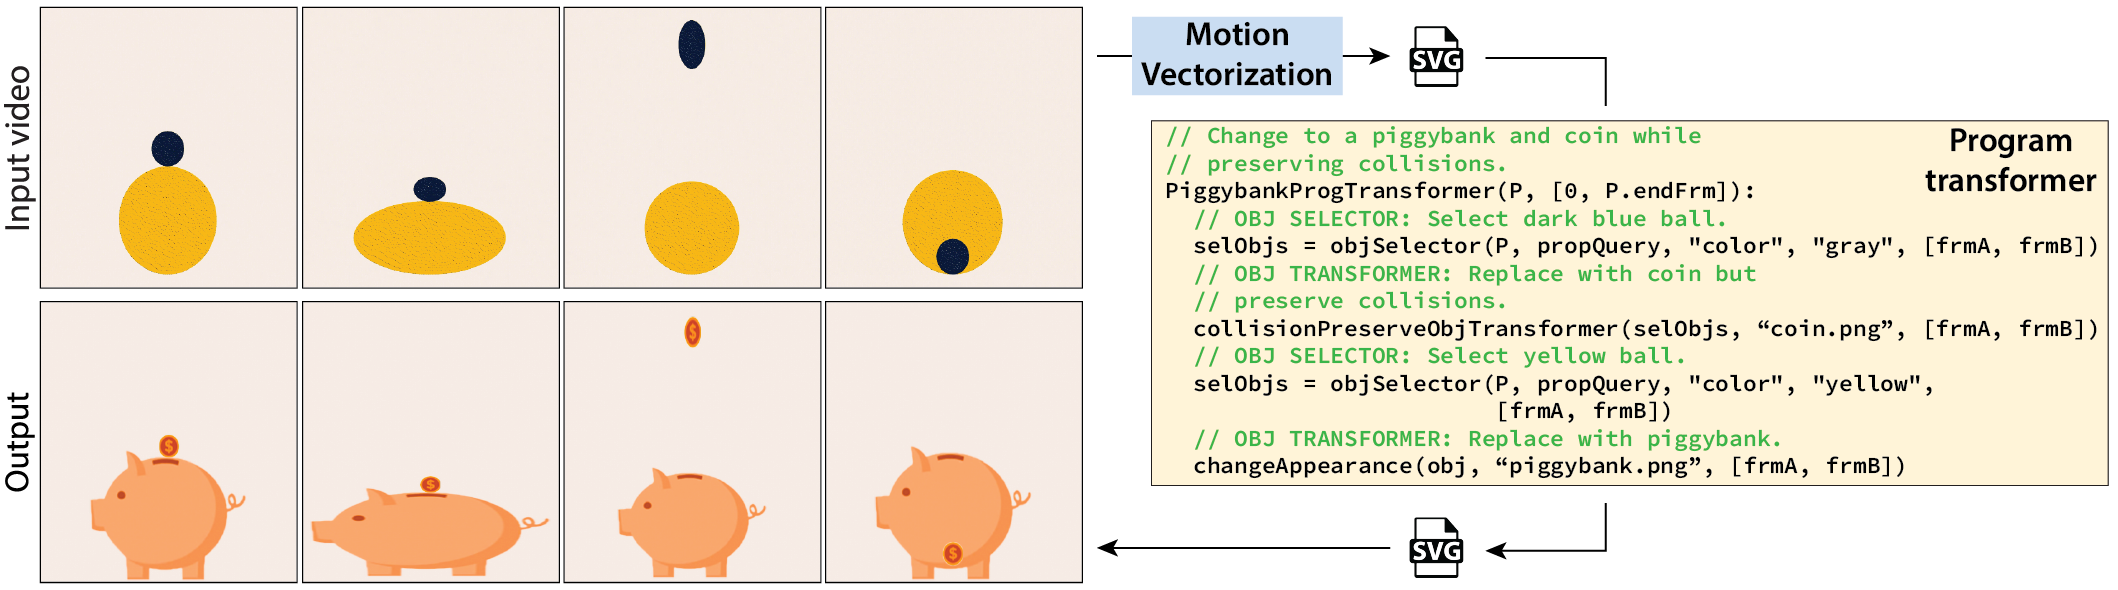 Input video
Motion
Vectorization
SVG
Program
transformer
// Change to a piggybank and coin while
// preserving collisions.
PiggybankProgTransformer(P, [0, P.endFrm]):
// OBJ SELECTOR: Select dark blue ball.
selObjs = objSelector(P, propQuery, "color", "gray", [frmA, frmB])
// OBJ TRANSFORMER: Replace with coin but
// preserve collisions.
collisionPreserveObjTransformer(selObjs, “coin.png”, [frmA, frmB])
// OBJ SELECTOR: Select yellow ball.
selObjs = objSelector(P, propQuery, "color", "yellow",
[frmA, frmB])
// OBJ TRANSFORMER: Replace with piggybank.
changeAppearance(obj, “piggybank.png”, [frmA, frmB])
Output
$
$
$
$
SVG